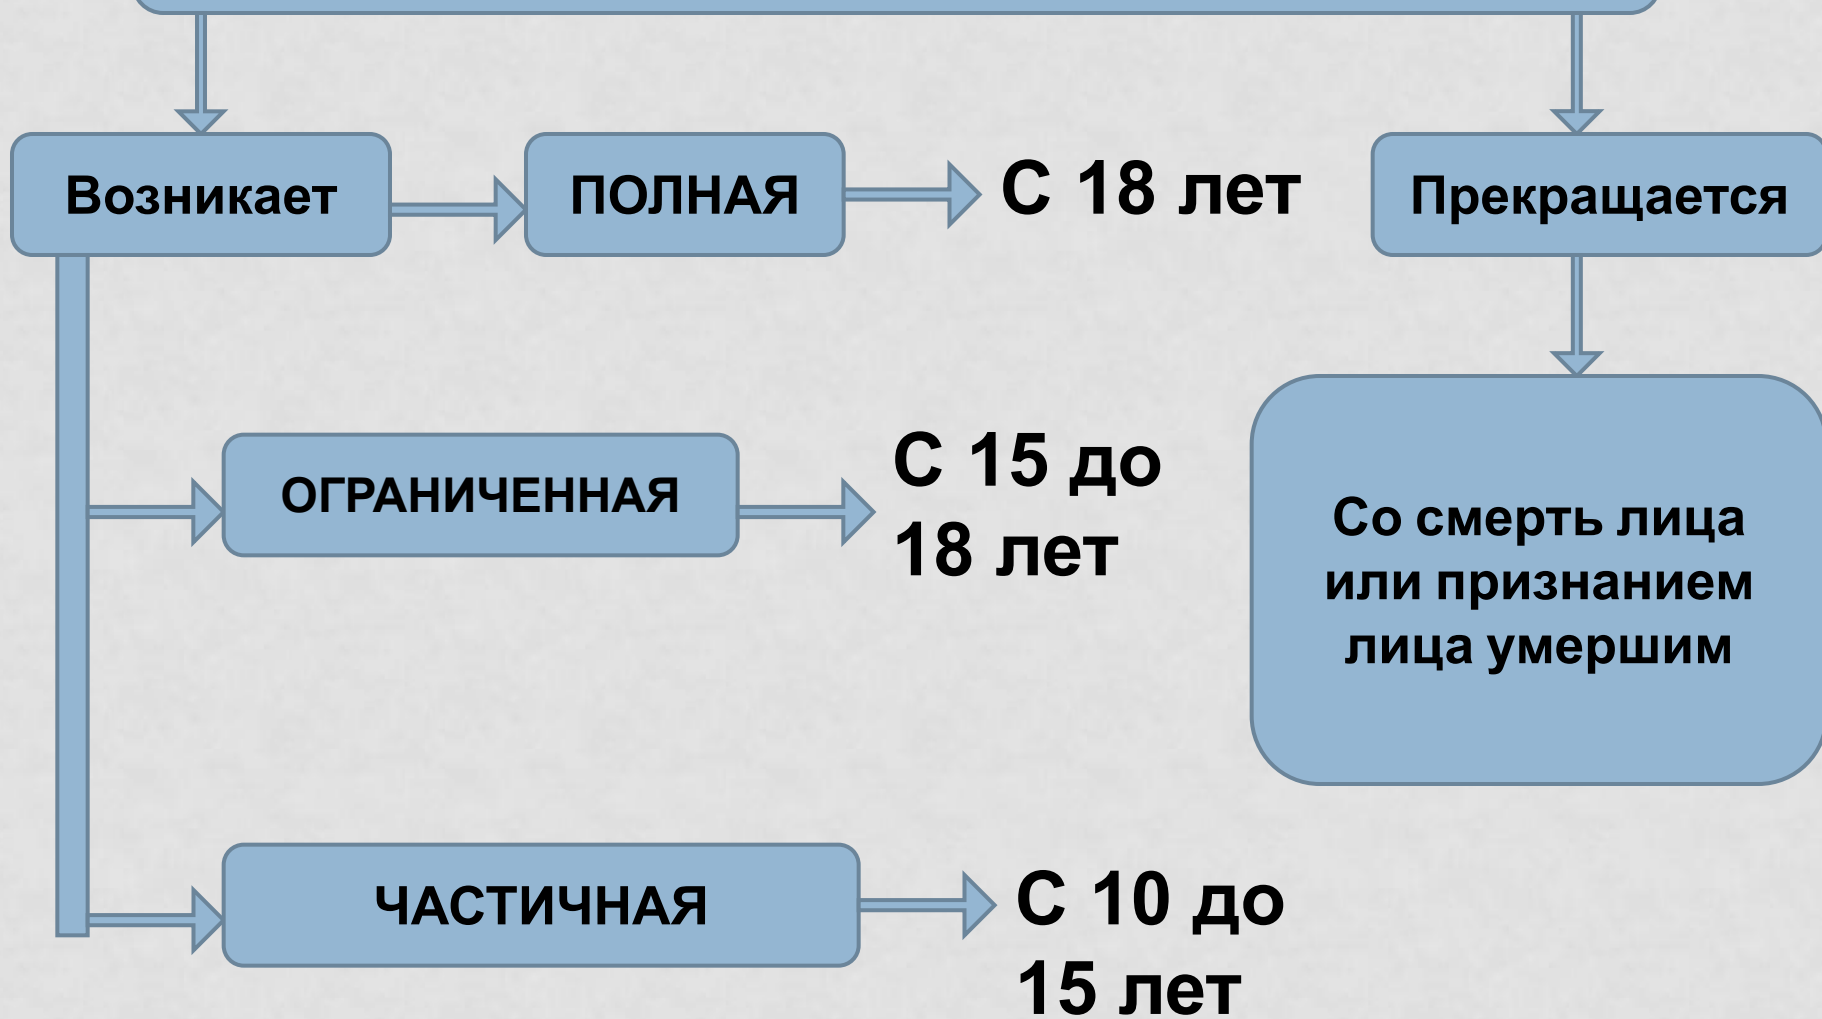 Возникает
ПОЛНАЯ
С 18 лет
Прекращается
ОГРАНИЧЕННАЯ
С 15 до
18 лет
Со смерть лица
или признанием
лица умершим
ЧАСТИЧНАЯ
С 10 до
15 лет